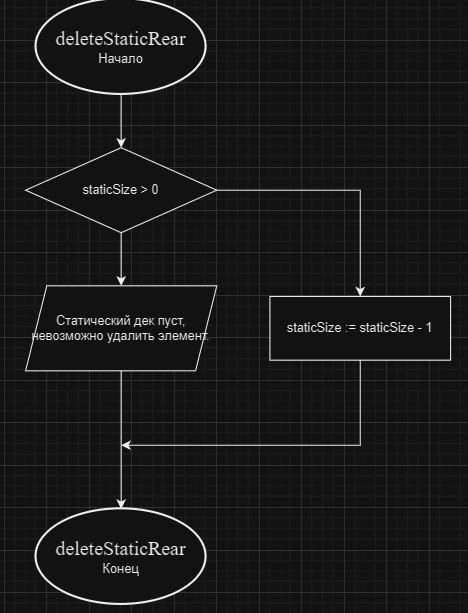 deleteStaticRear
Начало
staticSize > 0
Статический дек пуст,
невозможно удалить элемент.
staticSize := staticSize - 1
deleteStaticRear
Конец